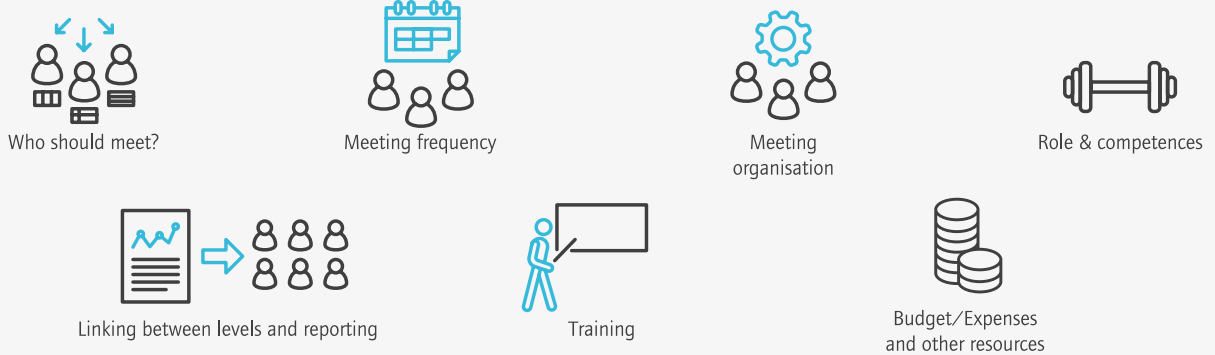 Who should meet?
Meeting frequency
Meeting
organisation
Role & competences
Linking between levels and reporting
Training
Budget/Expenses
and other resources